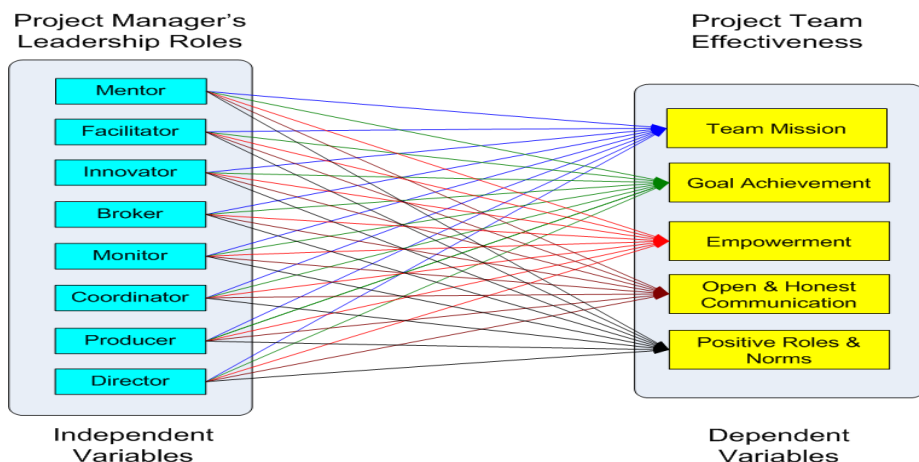 Project Manager's
Leadership Roles
Mentor
Facilitator
Innovator
Broker
Monitor
Coordinator
Producer
Director
Independent
Variables
Project Team
Effectiveness
Team Mission
Goal Achievement
Empowerment
Open & Honest
Communication
Positive Roles &
Norms
Dependent
Variables